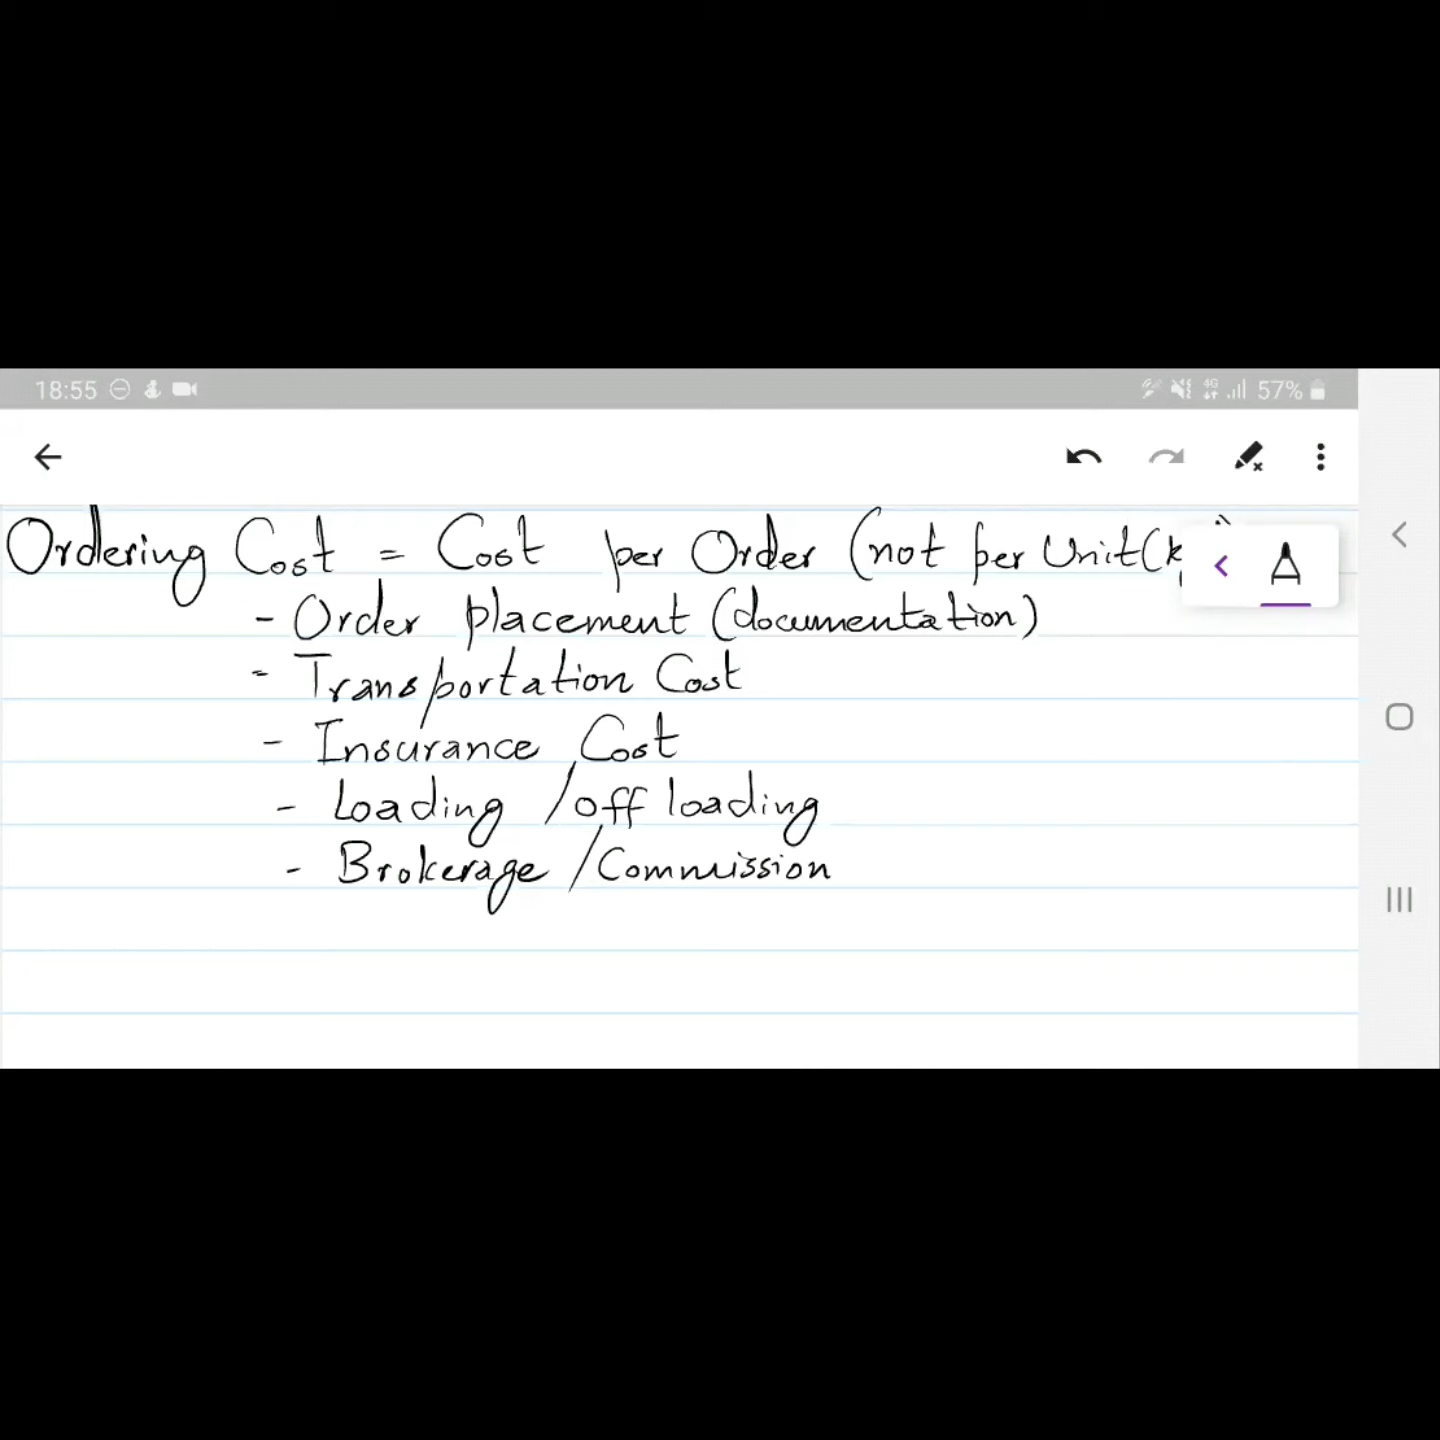 18:55 4G 57%
Ordering Cost = Cost per Order (not per Unit(k
- Order placement (documentation)
- Transportation Cost
- Insurance Cost
- Loading / off loading
- Brokerage / Commission